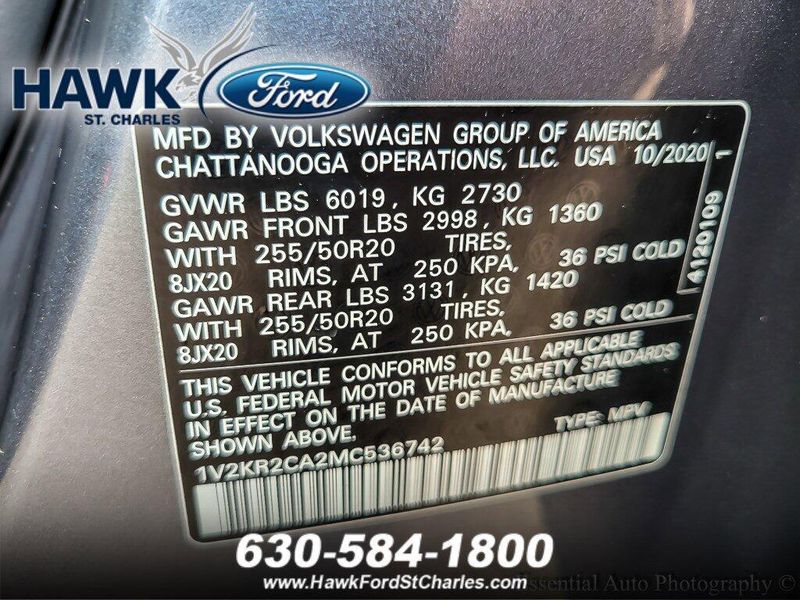 HAWK Ford
ST. CHARLES
MFD BY VOLKSWAGEN GROUP OF AMERICA
CHATTANOOGA OPERATIONS, LLC. USA 10/2020 1
GVWR LBS 6019, KG 2730
GAWR FRONT LBS 2998, KG 1360
WITH 255/50R20 TIRES,
8JX20 RIMS, AT 250 KPA, 36 PSI COLD
GAWR REAR LBS 3131, KG 1420
WITH 255/50R20 TIRES,
8JX20 RIMS, AT 250 KPA, 36 PSI COLD
4120109
THIS VEHICLE CONFORMS TO ALL APPLICABLE
U.S. FEDERAL MOTOR VEHICLE SAFETY STANDARDS
IN EFFECT ON THE DATE OF MANUFACTURE
SHOWN ABOVE. TYPE: MPV
1V2KR2CA2MC536742
630-584-1800
www.HawkFordStCharles.com
Essential Auto Photography ©